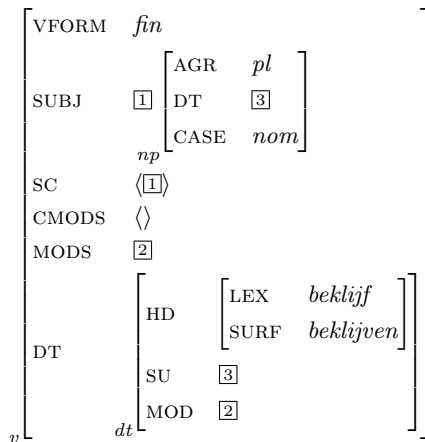 VFORM fin
AGR pl
SUBJ 1 DT 3
CASE nom
np
SC ⟨1⟩
CMODS ⟨⟩
MODS 2
LEX beklijf
HD
SURF beklijven
DT
SU 3
MOD 2
v dt